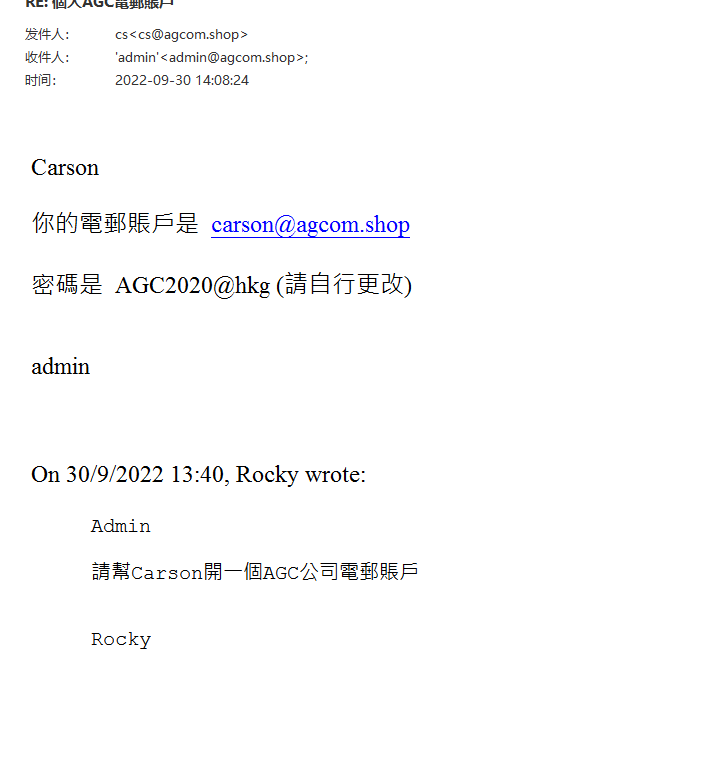 RE: 個人AGC電郵賬戶
发件人： cs<cs@agcom.shop>
收件人： 'admin'<admin@agcom.shop>;
时间： 2022-09-30 14:08:24
Carson
你的電郵賬戶是 carson@agcom.shop
密碼是 AGC2020@hkg (請自行更改)
admin
On 30/9/2022 13:40, Rocky wrote:
Admin
請幫Carson開一個AGC公司電郵賬戶
Rocky